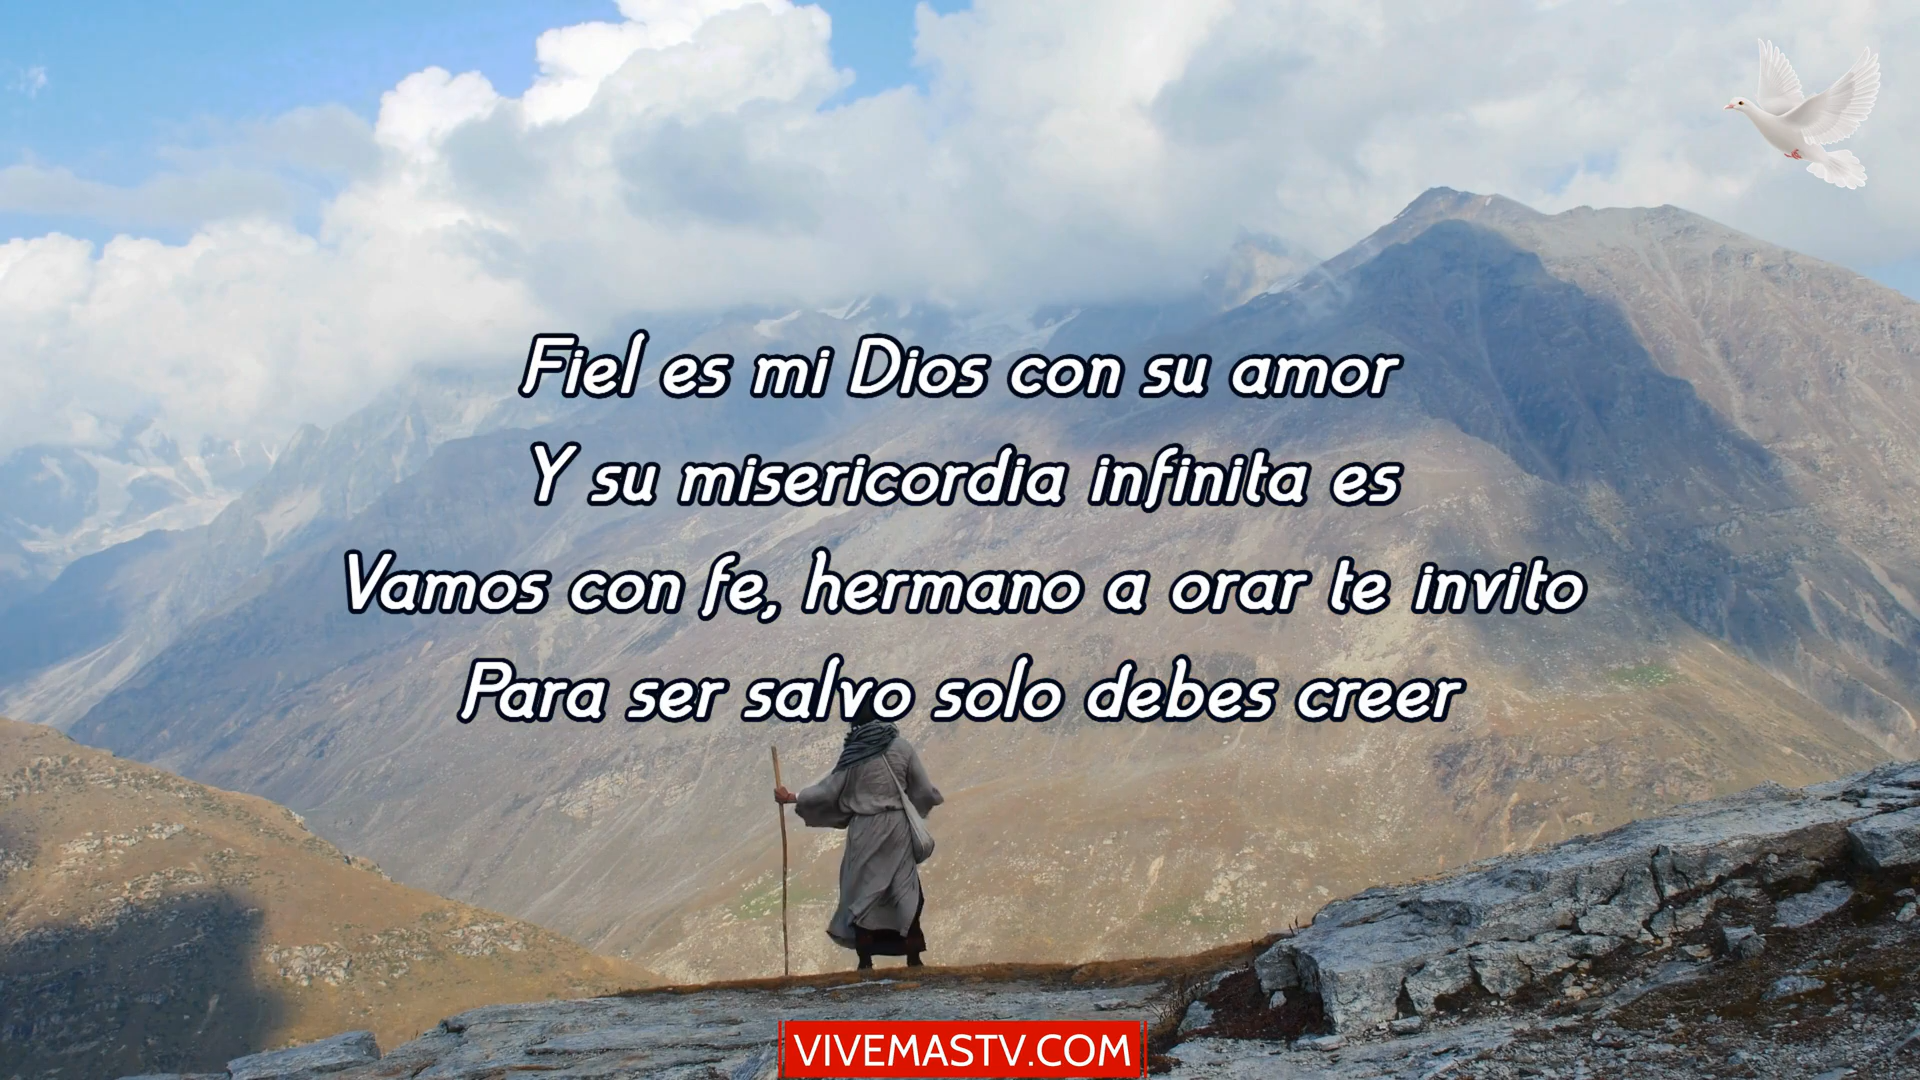 Fiel es mi Dios con su amor
Y su misericordia infinita es
Vamos con fe, hermano a orar te invito
Para ser salvo solo debes creer
VIVEMASTV.COM